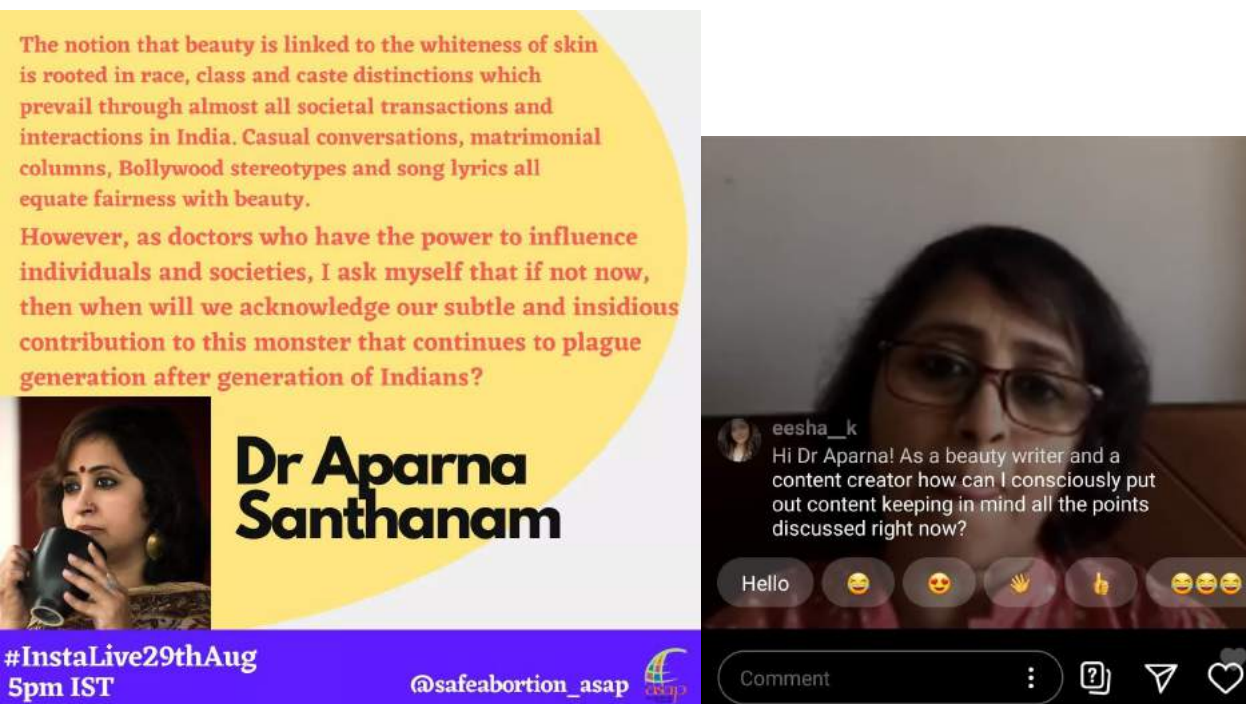 The notion that beauty is linked to the whiteness of skin
is rooted in race, class and caste distinctions which
prevail through almost all societal transactions and
interactions in India. Casual conversations, matrimonial
columns, Bollywood stereotypes and song lyrics all
equate fairness with beauty.
However, as doctors who have the power to influence
individuals and societies, I ask myself that if not now,
then when will we acknowledge our subtle and insidious
contribution to this monster that continues to plague
generation after generation of Indians?
Dr Aparna
Santhanam
#InstaLive29thAug
5pm IST
@safeabortion_asap
asap
eesha__k
Hi Dr Aparna! As a beauty writer and a
content creator how can I consciously put
out content keeping in mind all the points
discussed right now?
Hello
Comment